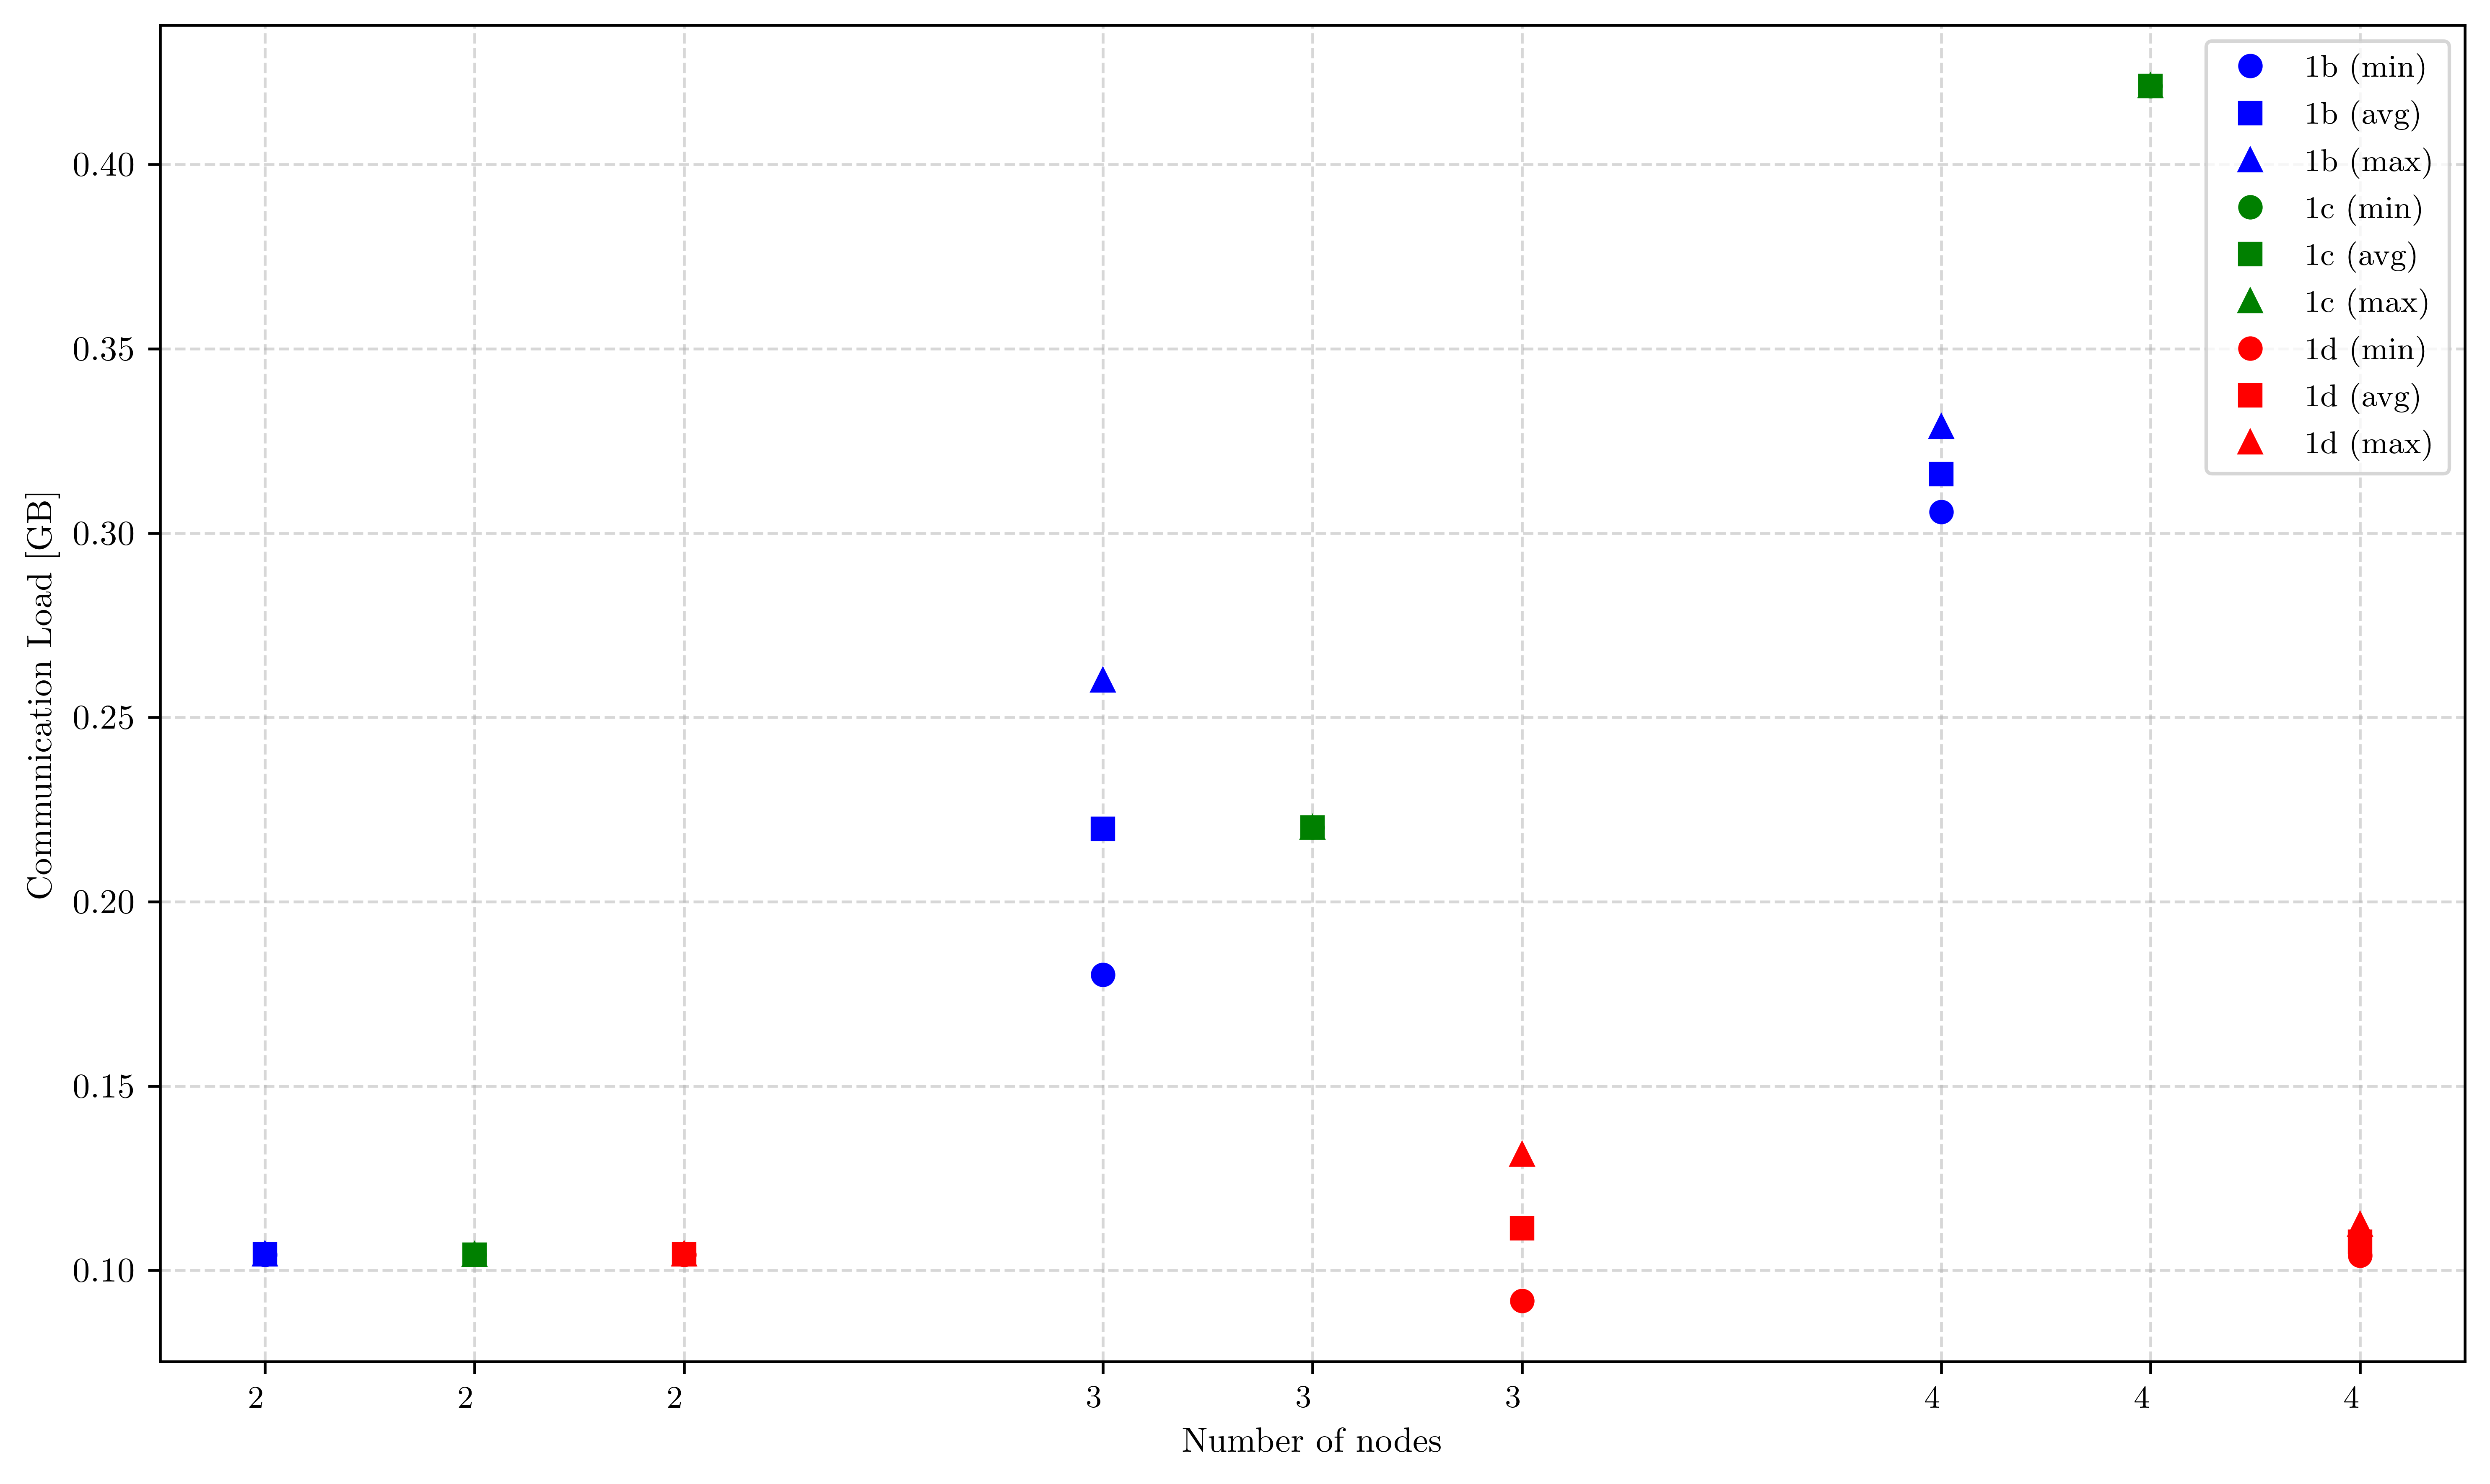 1b (min)
1b (avg)
1b (max)
1c (min)
1c (avg)
1c (max)
1d (min)
1d (avg)
1d (max)
0.40
0.35
0.30
0.25
0.20
0.15
0.10
Communication Load [GB]
2 2 2 3 3 3 4 4 4
Number of nodes